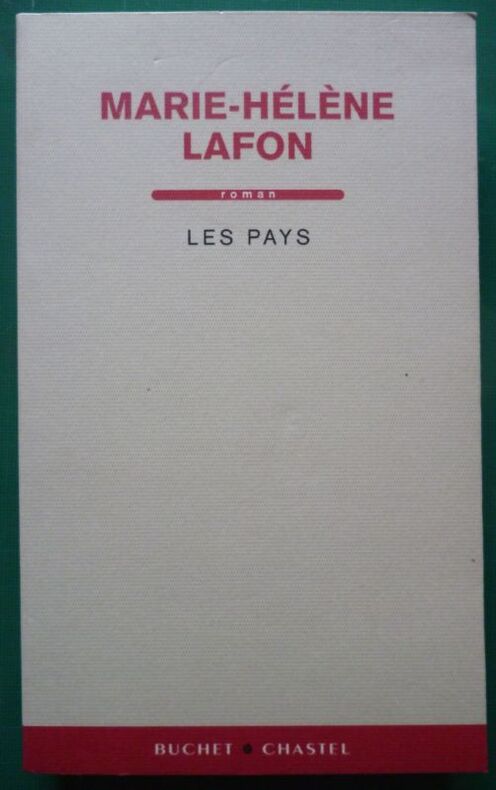 MARIE-HÉLÈNE
LAFON
roman
LES PAYS
BUCHET • CHASTEL